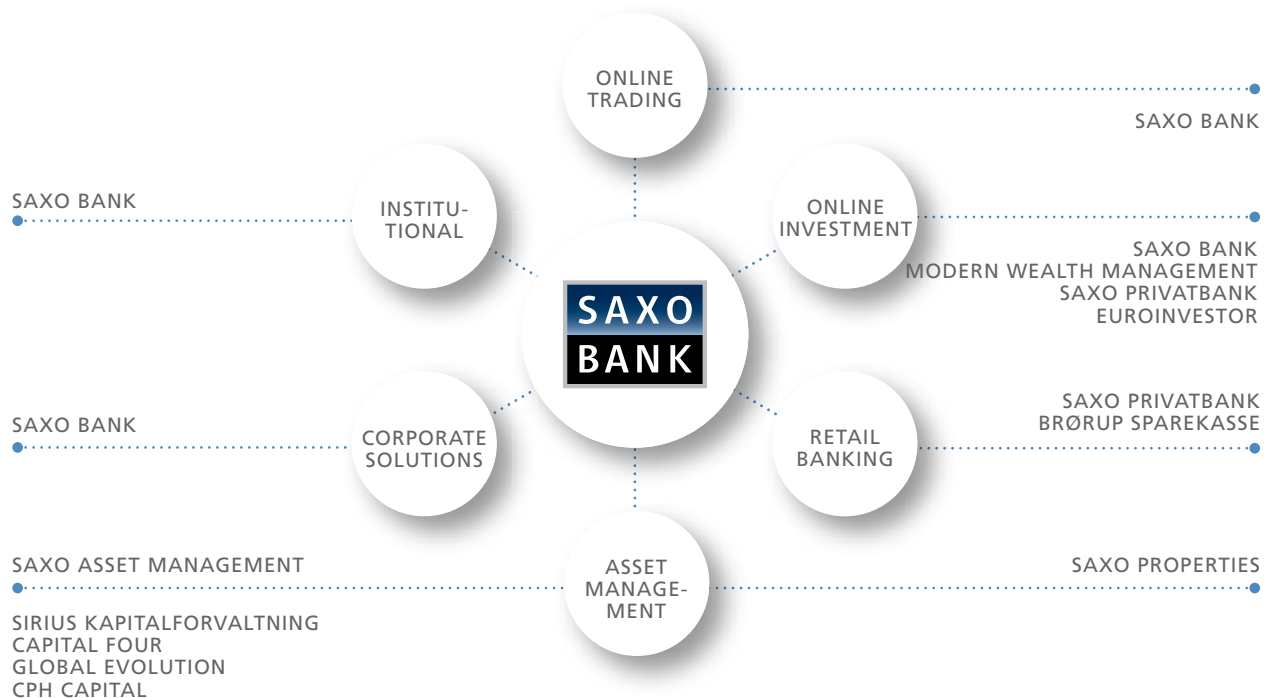 ONLINE
TRADING
SAXO BANK
SAXO BANK
INSTITU-
TIONAL
ONLINE
INVESTMENT
SAXO BANK
MODERN WEALTH MANAGEMENT
SAXO PRIVATBANK
EUROINVESTOR
SAXO
BANK
SAXO BANK
CORPORATE
SOLUTIONS
RETAIL
BANKING
SAXO PRIVATBANK
BRØRUP SPAREKASSE
SAXO ASSET MANAGEMENT
SIRIUS KAPITALFORVALTNING
CAPITAL FOUR
GLOBAL EVOLUTION
CPH CAPITAL
ASSET
MANAGE-
MENT
SAXO PROPERTIES